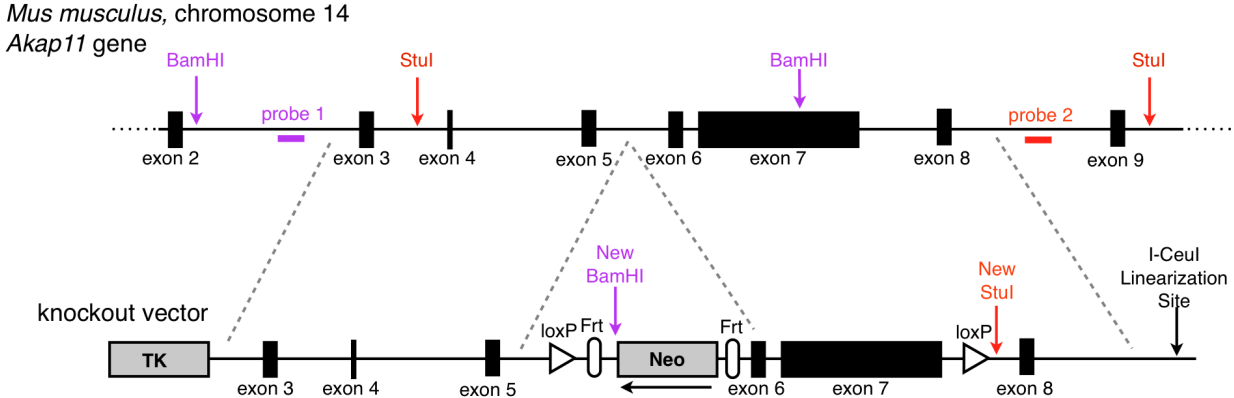 Mus musculus, chromosome 14
Akap11 gene
BamHI
StuI
BamHI
StuI
probe 1
probe 2
exon 2
exon 3
exon 4
exon 5
exon 6
exon 7
exon 8
exon 9
New
BamHI
New
StuI
I-CeuI
Linearization
Site
knockout vector
loxP
Frt
Frt
loxP
TK
Neo
exon 3
exon 4
exon 5
exon 6
exon 7
exon 8